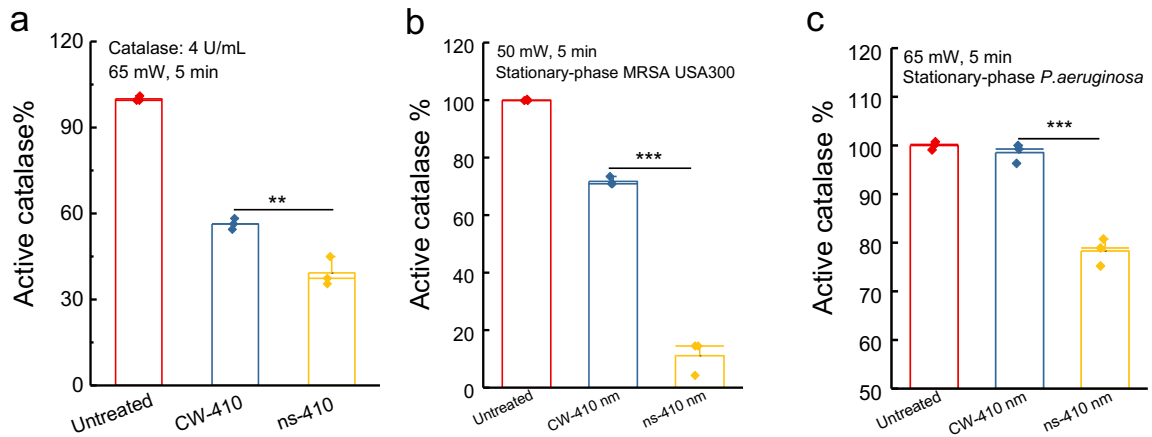 a
Catalase: 4 U/mL
65 mW, 5 min
Active catalase%
120
90
60
30
0
**
Untreated
CW-410
ns-410
b
50 mW, 5 min
Stationary-phase MRSA USA300
Active catalase %
120
100
80
60
40
20
0
***
Untreated
CW-410 nm
ns-410 nm
c
65 mW, 5 min
Stationary-phase P.aeruginosa
Active catalase %
120
110
100
90
80
70
60
50
***
Untreated
CW-410 nm
ns-410 nm